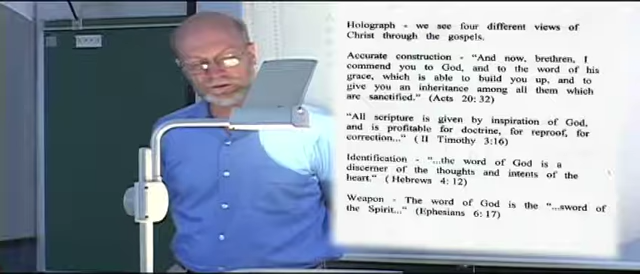 Holograph - we see four different views of
Christ through the gospels.
Accurate construction - "And now, brethren, I
commend you to God, and to the word of his
grace, which is able to build you up, and to
give you an inheritance among all them which
are sanctified." (Acts 20: 32)
"All scripture is given by inspiration of God,
and is profitable for doctrine, for reproof, for
correction..." ( II Timothy 3:16)
Identification - "...the word of God is a
discerner of the thoughts and intents of the
heart." ( Hebrews 4: 12)
Weapon - The word of God is the "...sword of
the Spirit..." (Ephesians 6: 17)